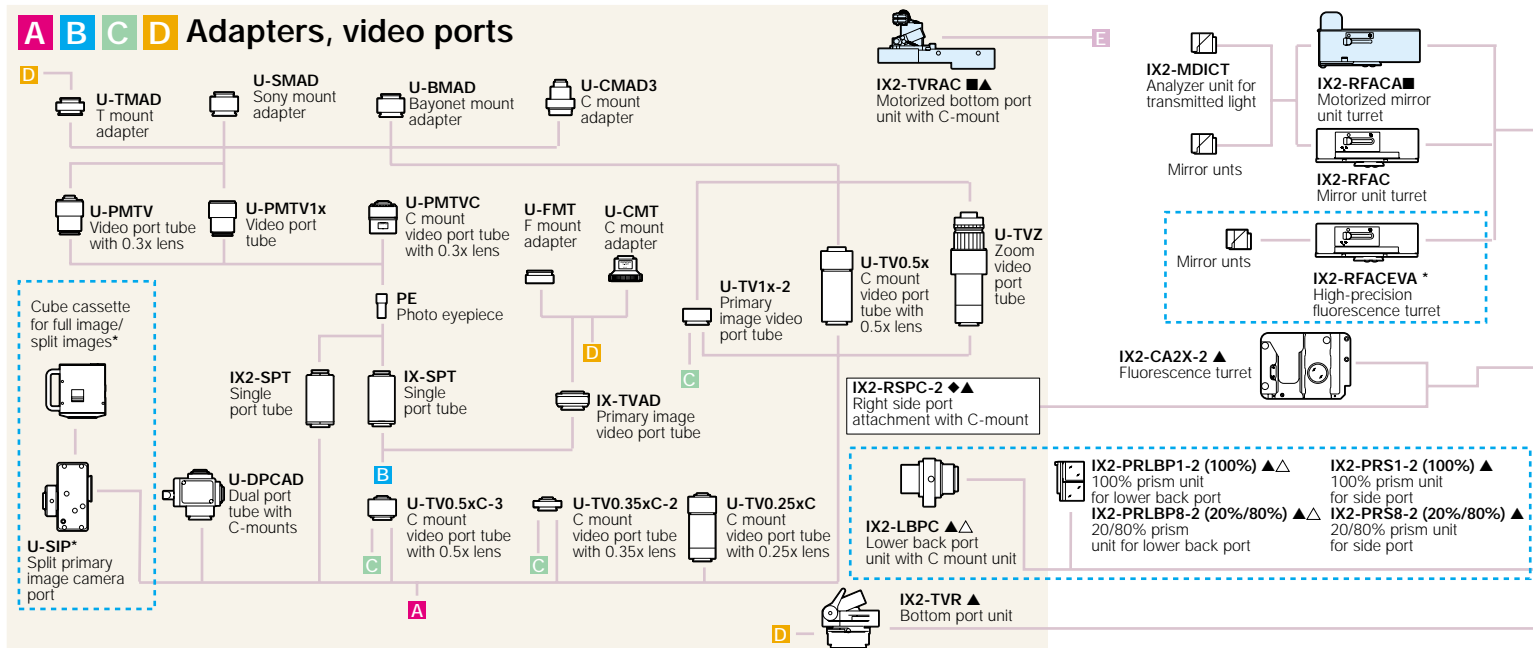 A B C D Adapters, video ports
D
U-TMAD
T mount
adapter
U-SMAD
Sony mount
adapter
U-BMAD
Bayonet mount
adapter
U-CMAD3
C mount
adapter
IX2-TVRAC ■▲
Motorized bottom port
unit with C-mount
E
IX2-MDICT
Analyzer unit for
transmitted light
IX2-RFACA■
Motorized mirror
unit turret
Mirror unts
IX2-RFAC
Mirror unit turret
U-PMTV
Video port tube
with 0.3x lens
U-PMTV1x
Video port
tube
U-PMTVC
C mount
video port tube
with 0.3x lens
U-FMT
F mount
adapter
U-CMT
C mount
adapter
U-TV1x-2
Primary
image video
port tube
C
U-TV0.5x
C mount
video port
tube with
0.5x lens
U-TVZ
Zoom
video
port
tube
Mirror unts
IX2-RFACEVA *
High-precision
fluorescence turret
Cube cassette
for full image/
split images*
PE
Photo eyepiece
D
IX2-SPT
Single
port tube
IX-SPT
Single
port tube
IX-TVAD
Primary image
video port tube
B
IX2-CA2X-2 ▲
Fluorescence turret
IX2-RSPC-2 ◆▲
Right side port
attachment with C-mount
U-SIP*
Split primary
image camera
port
U-DPCAD
Dual port
tube with
C-mounts
U-TV0.5xC-3
C mount
video port tube
with 0.5x lens
C
U-TV0.35xC-2
C mount
video port tube
with 0.35x lens
C
U-TV0.25xC
C mount
video port tube
with 0.25x lens
A
IX2-LBPC ▲△
Lower back port
unit with C mount unit
IX2-PRLBP1-2 (100%) ▲△
100% prism unit
for lower back port
IX2-PRLBP8-2 (20%/80%) ▲△
20/80% prism
unit for lower back port
IX2-PRS1-2 (100%) ▲
100% prism unit
for side port
IX2-PRS8-2 (20%/80%) ▲
20/80% prism unit
for side port
D
IX2-TVR ▲
Bottom port unit